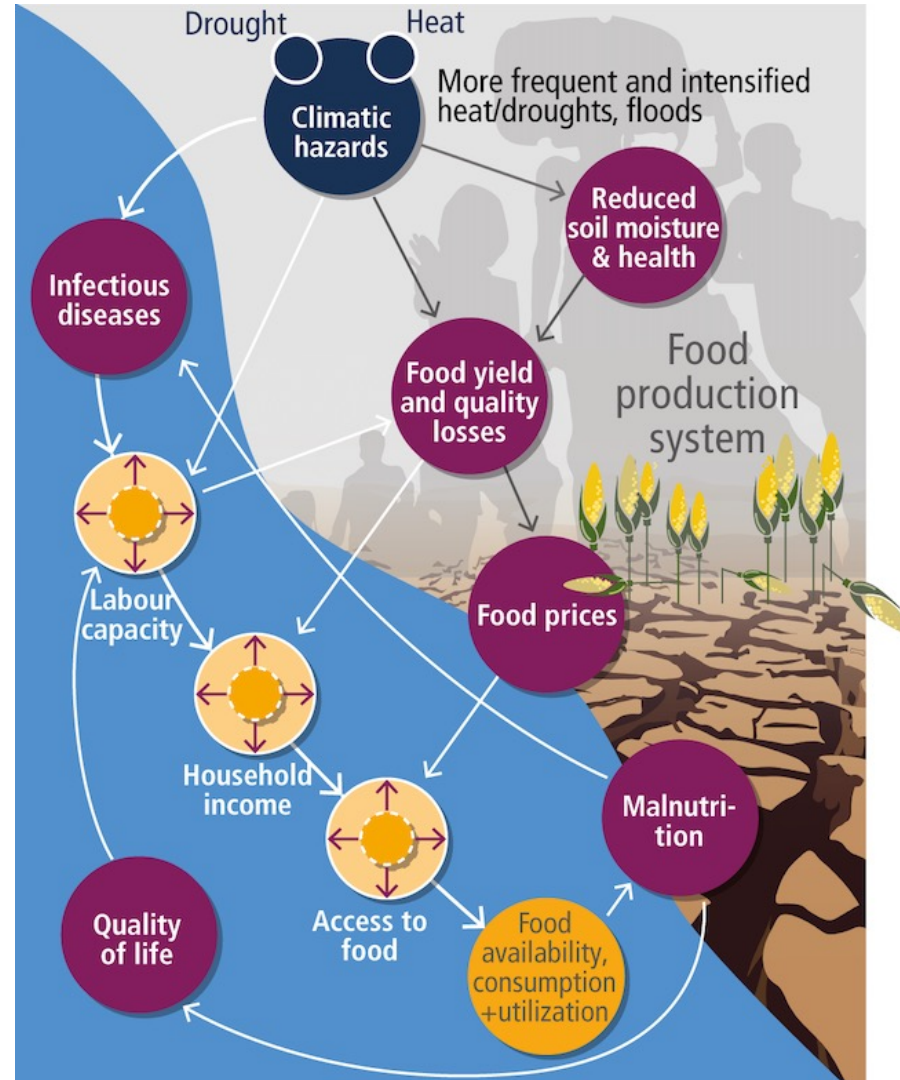 Drought
Heat
Climatic
hazards
More frequent and intensified
heat/droughts, floods
Reduced
soil moisture
& health
Infectious
diseases
Food yield
and quality
losses
Food
production
system
Labour
capacity
Food prices
Household
income
Malnutri-
tion
Access to
food
Quality
of life
Food
availability,
consumption
+utilization